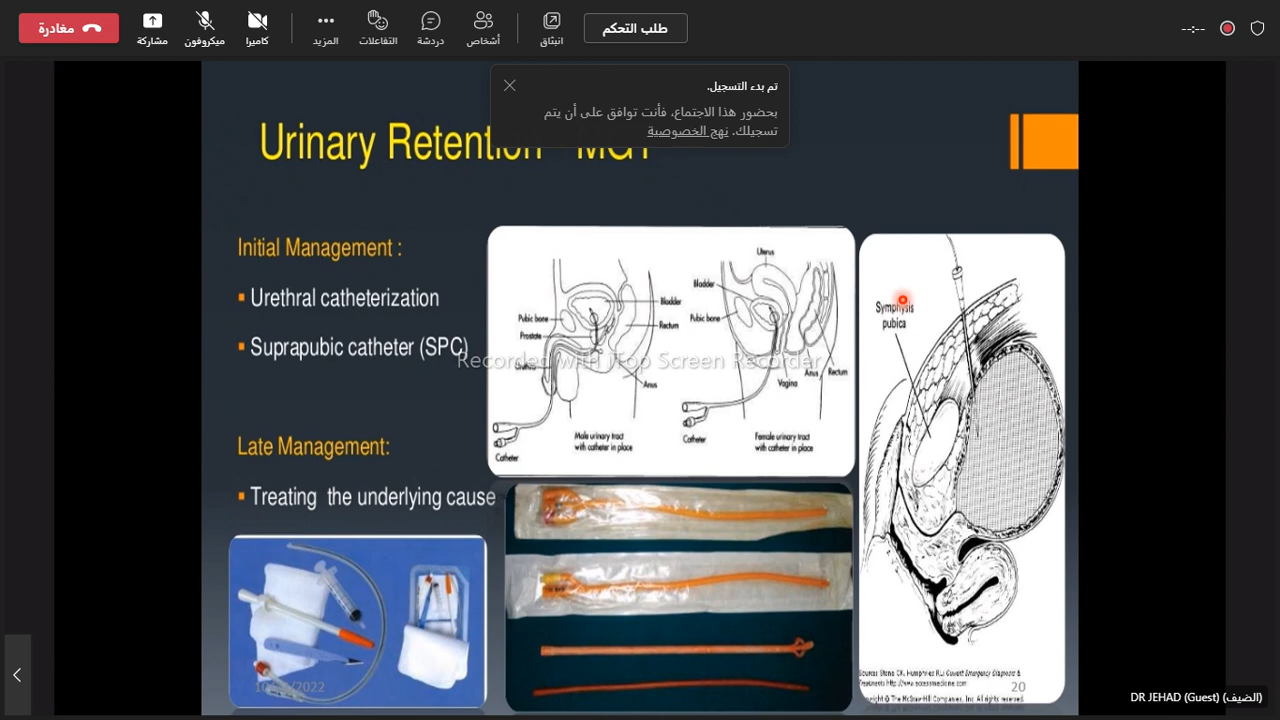 مغادرة
مشاركة
ميكروفون
كاميرا
المزيد
التفاعلات
دردشة
أشخاص
انبثاق
طلب التحكم
--:--
تم بدء التسجيل.
بحضور هذا الاجتماع، فأنت توافق على أن يتم
تسجيلك. نهج الخصوصية
Urinary Retention MGT
Initial Management :
▪ Urethral catheterization
▪ Suprapubic catheter (SPC)
Late Management:
▪ Treating the underlying cause
Recorded with iTop Screen Recorder
Pubic bone
Prostate
Urethra
Bladder
Rectum
Anus
Catheter
Male urinary tract
with catheter in place
Uterus
Bladder
Pubic bone
Vagina
Anus
Rectum
Catheter
Female urinary tract
with catheter in place
Symphysis
pubica
Source: Stone CK, Humphries RL: Current Emergency Diagnosis &
Treatment: http://www.accessmedicine.com
Copyright © The McGraw-Hill Companies, Inc. All rights reserved.
/2022
20
DR JEHAD (Guest) (الضيف)